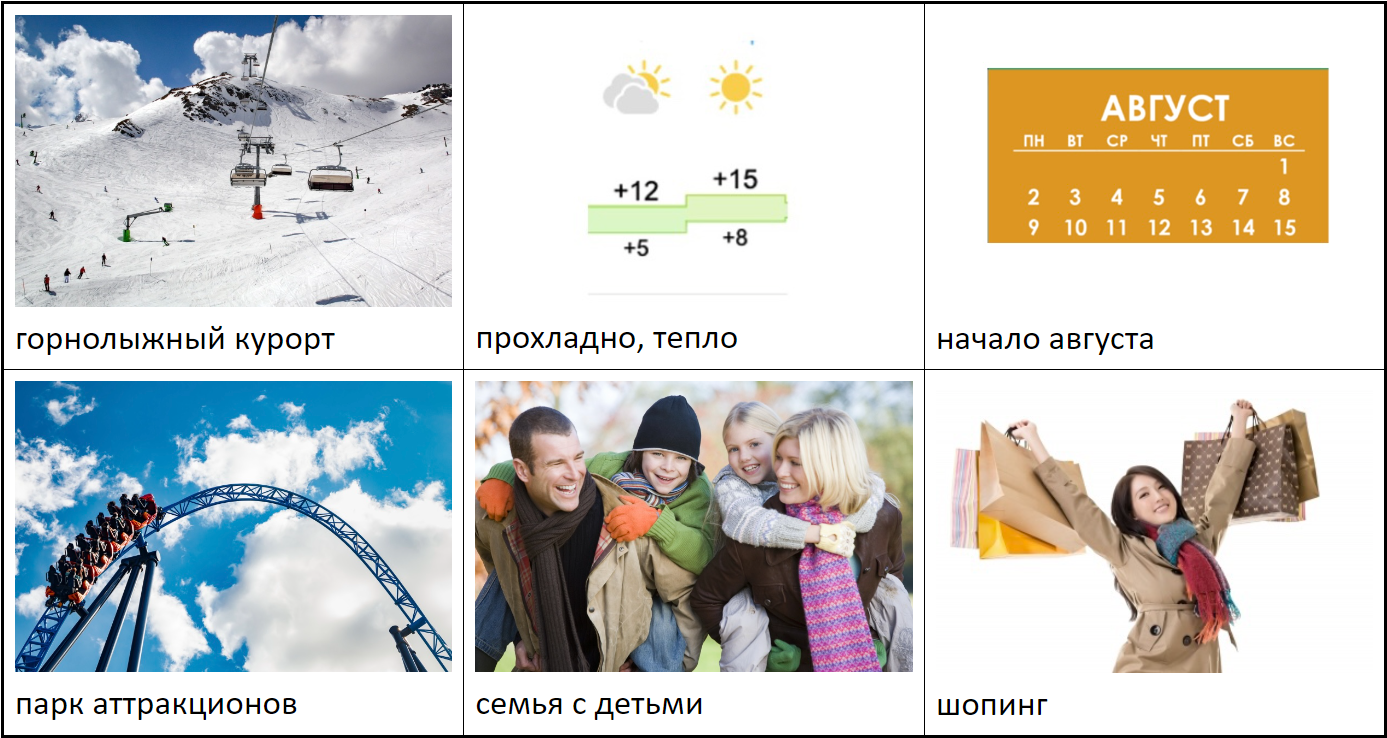 горнолыжный курорт
+12 +15
+5 +8
прохладно, тепло
АВГУСТ
ПН ВТ СР ЧТ ПТ СБ ВС
1
2 3 4 5 6 7 8
9 10 11 12 13 14 15
начало августа
парк аттракционов
семья с детьми
шопинг